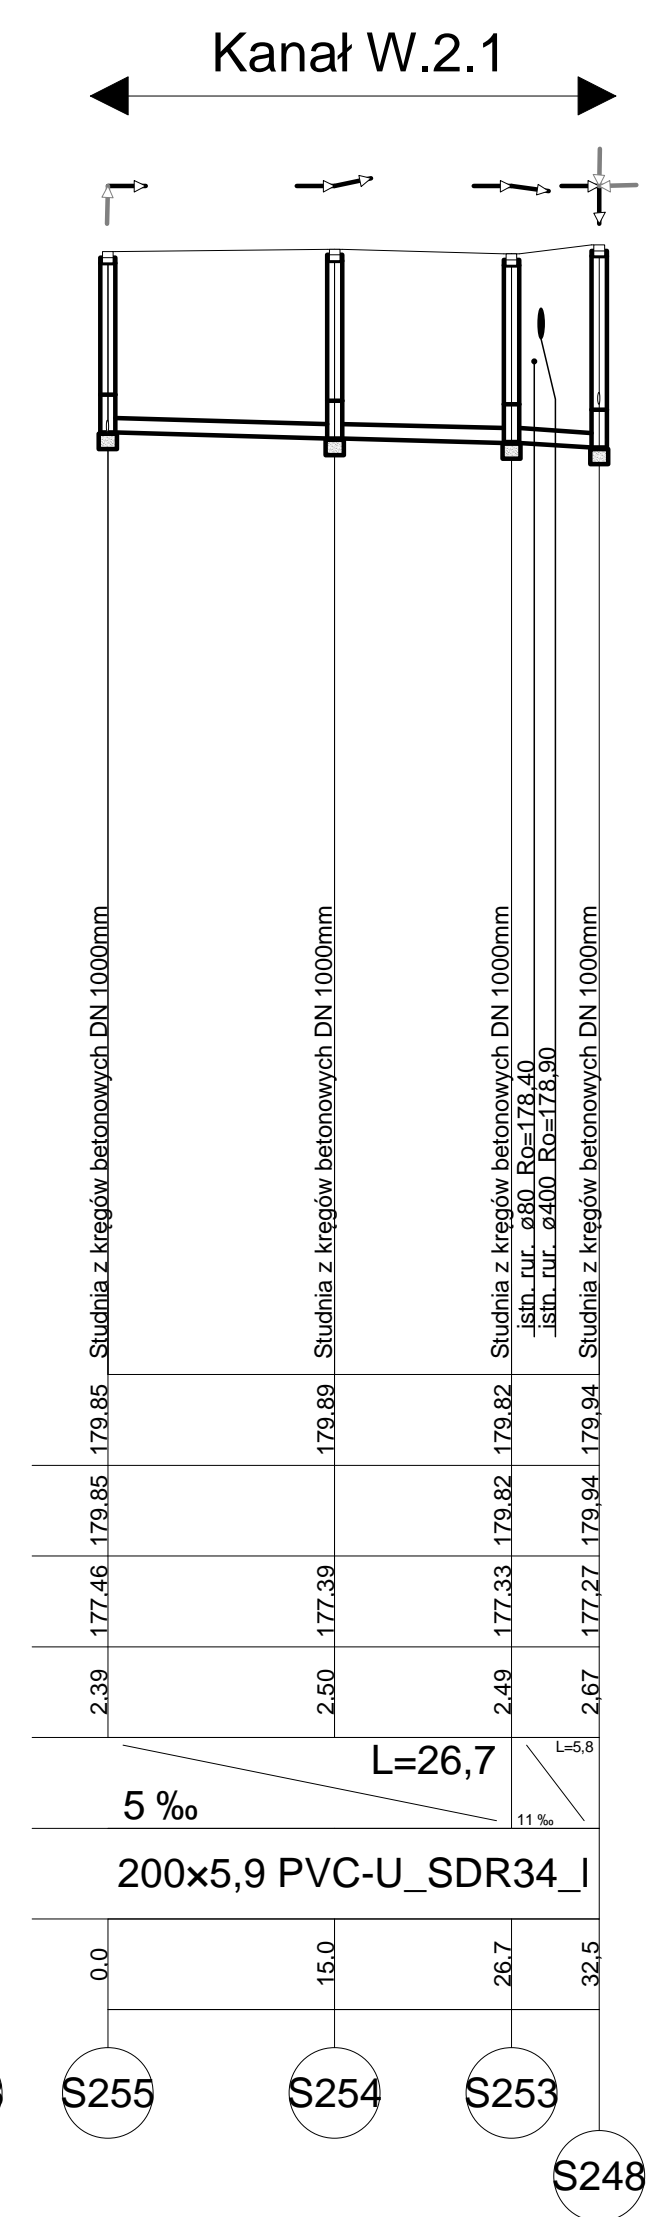 Kanał W.2.1
Studnia z kręgów betonowych DN 1000mm
Studnia z kręgów betonowych DN 1000mm
Studnia z kręgów betonowych DN 1000mm
istn. rur. ø80 Ro=178,40
istn. rur. ø400 Ro=178,90
Studnia z kręgów betonowych DN 1000mm
179.85 179.89 179.82 179,94
179.85 179.82 179,94
177.46 177.39 177.33 177,27
2.39 2.50 2.49 2,67
L=26,7 L=5,8
5 ‰ 11 ‰
200×5,9 PVC-U_SDR34_l
0.0 15.0 26.7 32,5
S255 S254 S253
S248